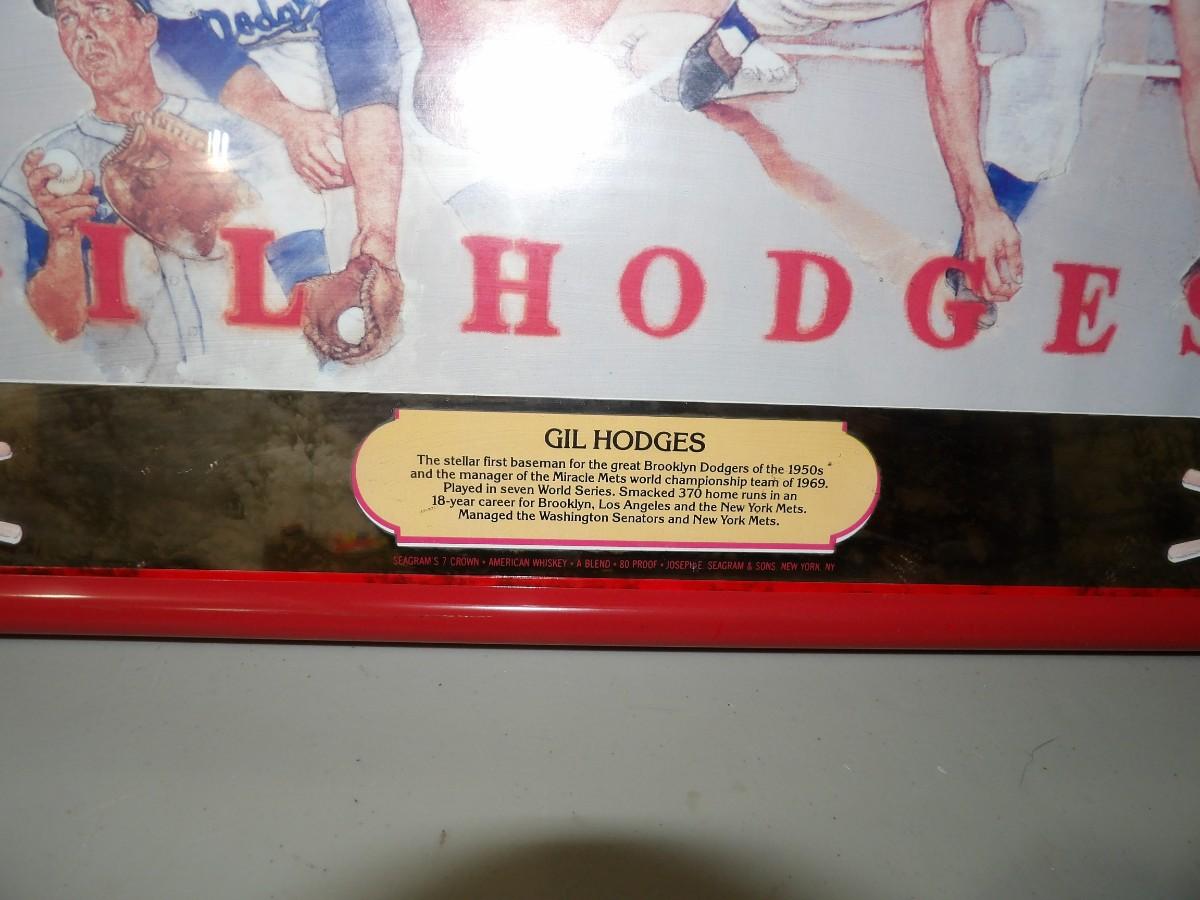 Dodge
GIL HODGES
GIL HODGES
The stellar first baseman for the great Brooklyn Dodgers of the 1950s
and the manager of the Miracle Mets world championship team of 1969.
Played in seven World Series. Smacked 370 home runs in an
18-year career for Brooklyn, Los Angeles and the New York Mets.
Managed the Washington Senators and New York Mets.
SEAGRAM'S 7 CROWN • AMERICAN WHISKEY • A BLEND • 80 PROOF • JOSEPH E. SEAGRAM & SONS, NEW YORK, NY